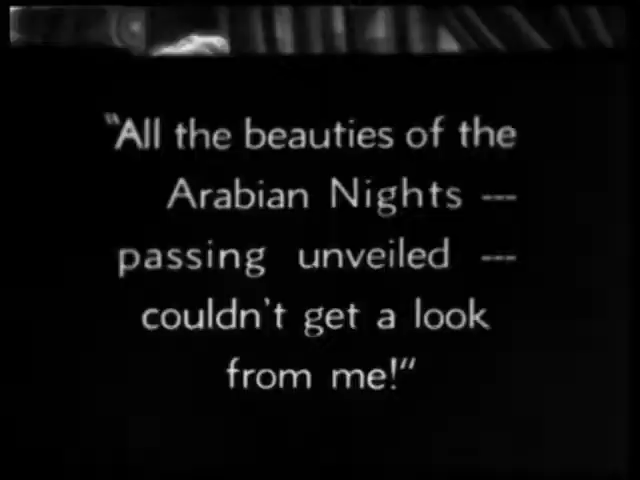 "All the beauties of the
Arabian Nights ---
passing unveiled ---
couldn't get a look
from me!"